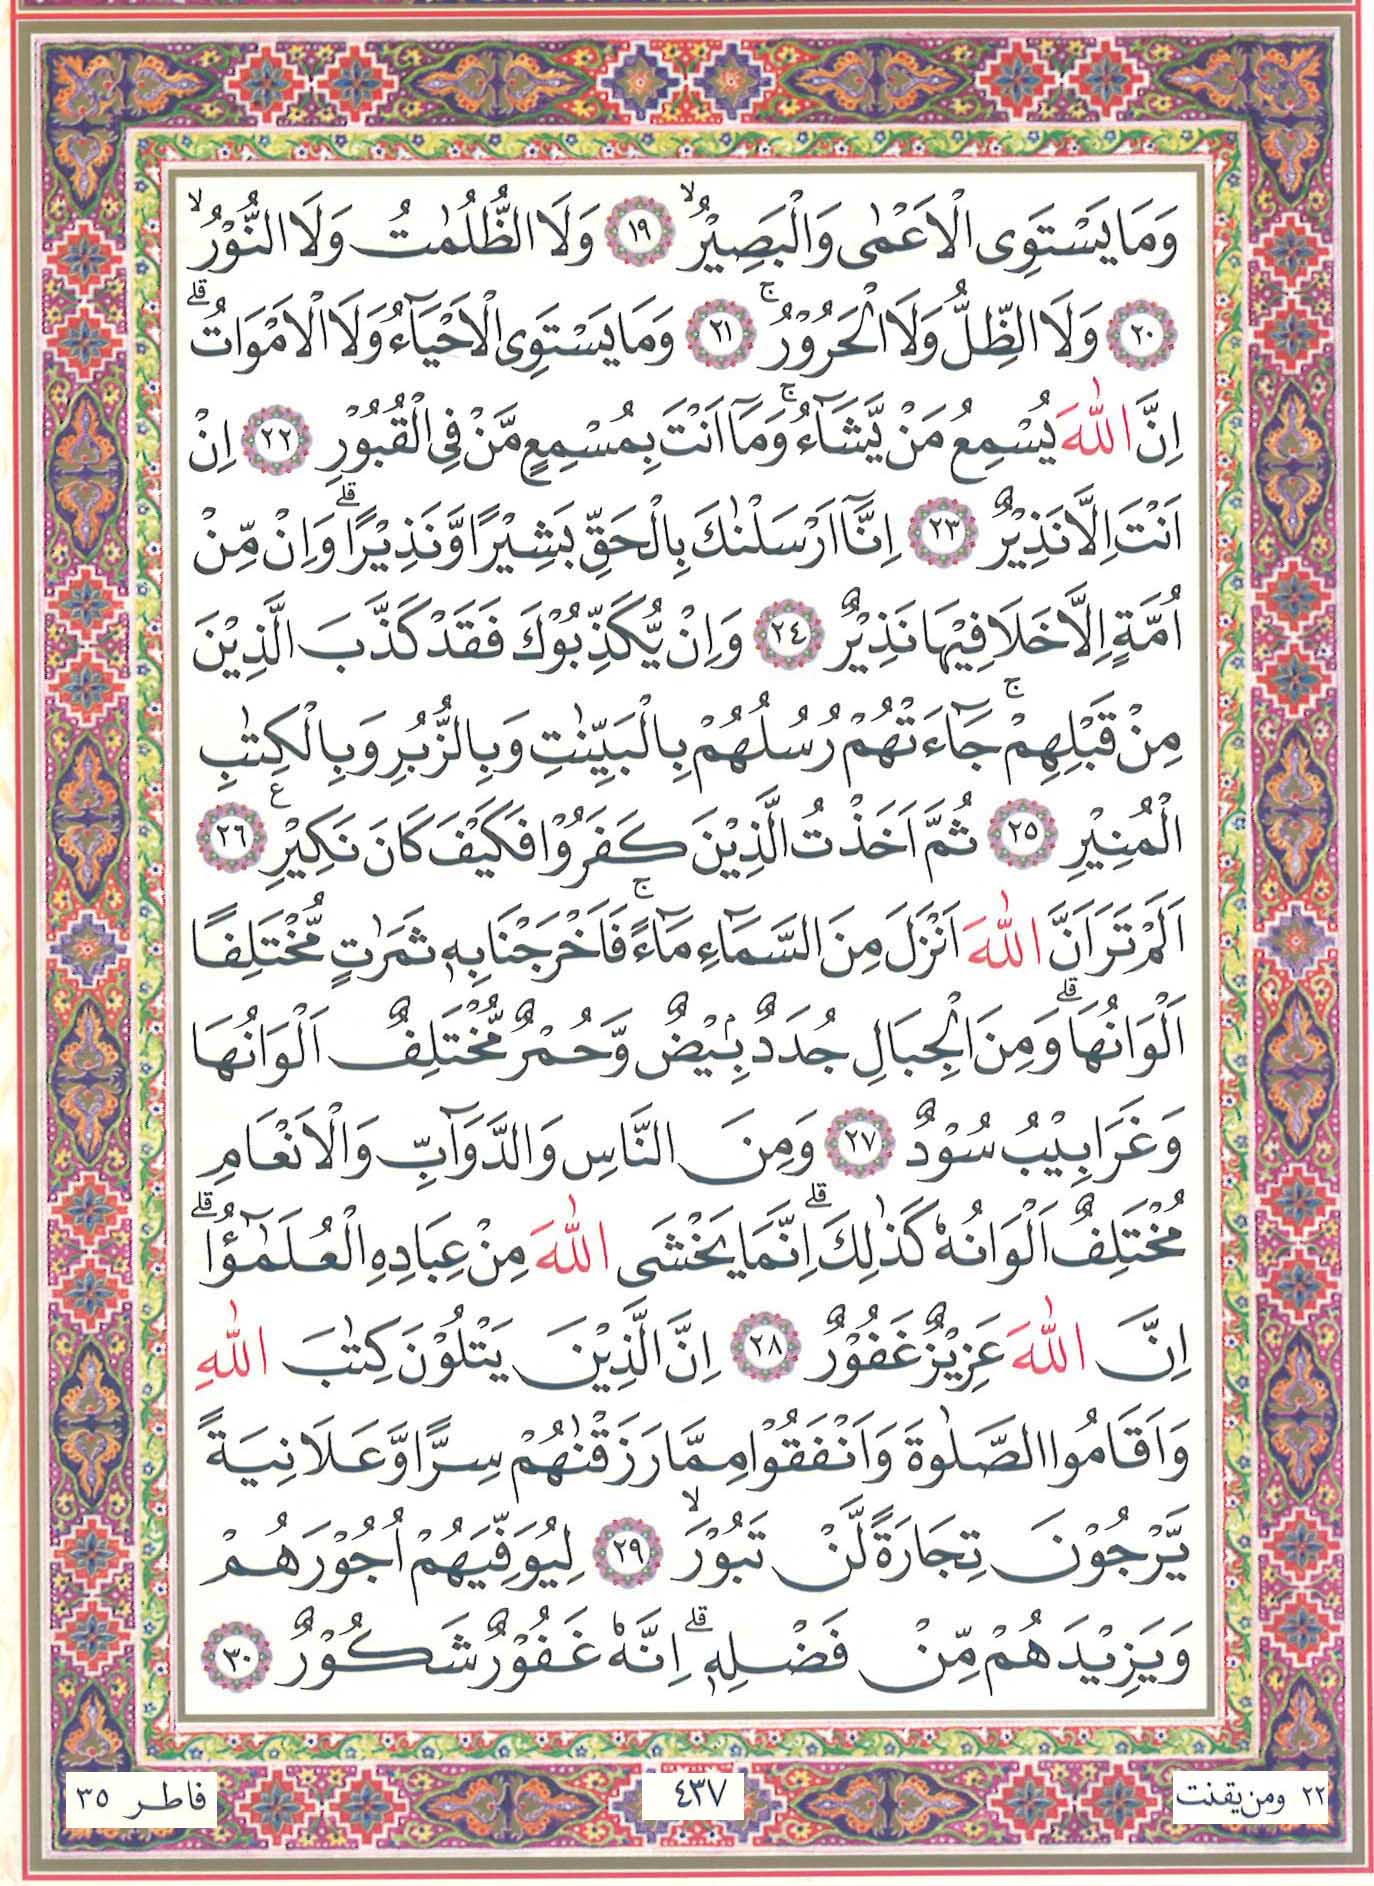 وَمَا يَسْتَوِى الْاَعْمٰى وَالْبَصِيْرُۙ ١٩ وَلَا الظُّلُمٰتُ وَلَا النُّوْرُۙ
٢٠ وَلَا الظِّلُّ وَلَا الْحَرُوْرُۚ ٢١ وَمَا يَسْتَوِى الْاَحْيَآءُ وَلَا الْاَمْوَاتُۗ
اِنَّ اللّٰهَ يُسْمِعُ مَنْ يَّشَآءُۚ وَمَآ اَنْتَ بِمُسْمِعٍ مَّنْ فِى الْقُبُوْرِ ٢٢ اِنْ
اَنْتَ اِلَّا نَذِيْرٌ ٢٣ اِنَّآ اَرْسَلْنٰكَ بِالْحَقِّ بَشِيْرًا وَّنَذِيْرًاۗ وَاِنْ مِّنْ
اُمَّةٍ اِلَّا خَلَا فِيْهَا نَذِيْرٌ ٢٤ وَاِنْ يُّكَذِّبُوْكَ فَقَدْ كَذَّبَ الَّذِيْنَ
مِنْ قَبْلِهِمْۚ جَآءَتْهُمْ رُسُلُهُمْ بِالْبَيِّنٰتِ وَبِالزُّبُرِ وَبِالْكِتٰبِ
الْمُنِيْرِ ٢٥ ثُمَّ اَخَذْتُ الَّذِيْنَ كَفَرُوْا فَكَيْفَ كَانَ نَكِيْرِ ع ٢٦
اَلَمْ تَرَ اَنَّ اللّٰهَ اَنْزَلَ مِنَ السَّمَآءِ مَآءًۚ فَاَخْرَجْنَا بِهٖ ثَمَرٰتٍ مُّخْتَلِفًا
اَلْوَانُهَاۗ وَمِنَ الْجِبَالِ جُدَدٌۢ بِيْضٌ وَّحُمْرٌ مُّخْتَلِفٌ اَلْوَانُهَا
وَغَرَابِيْبُ سُوْدٌ ٢٧ وَمِنَ النَّاسِ وَالدَّوَآبِّ وَالْاَنْعَامِ
مُخْتَلِفٌ اَلْوَانُهٗ كَذٰلِكَۗ اِنَّمَا يَخْشَى اللّٰهَ مِنْ عِبَادِهِ الْعُلَمٰٓؤُاۗ
اِنَّ اللّٰهَ عَزِيْزٌ غَفُوْرٌ ٢٨ اِنَّ الَّذِيْنَ يَتْلُوْنَ كِتٰبَ اللّٰهِ
وَاَقَامُوا الصَّلٰوةَ وَاَنْفَقُوْا مِمَّا رَزَقْنٰهُمْ سِرًّا وَّعَلَانِيَةً
يَّرْجُوْنَ تِجَارَةً لَّنْ تَبُوْرَۙ ٢٩ لِيُوَفِّيَهُمْ اُجُوْرَهُمْ
وَيَزِيْدَهُمْ مِّنْ فَضْلِهٖۗ اِنَّهٗ غَفُوْرٌ شَكُوْرٌ ٣٠
٢٢ ومن يقنت
٤٣٧
فاطر ٣٥